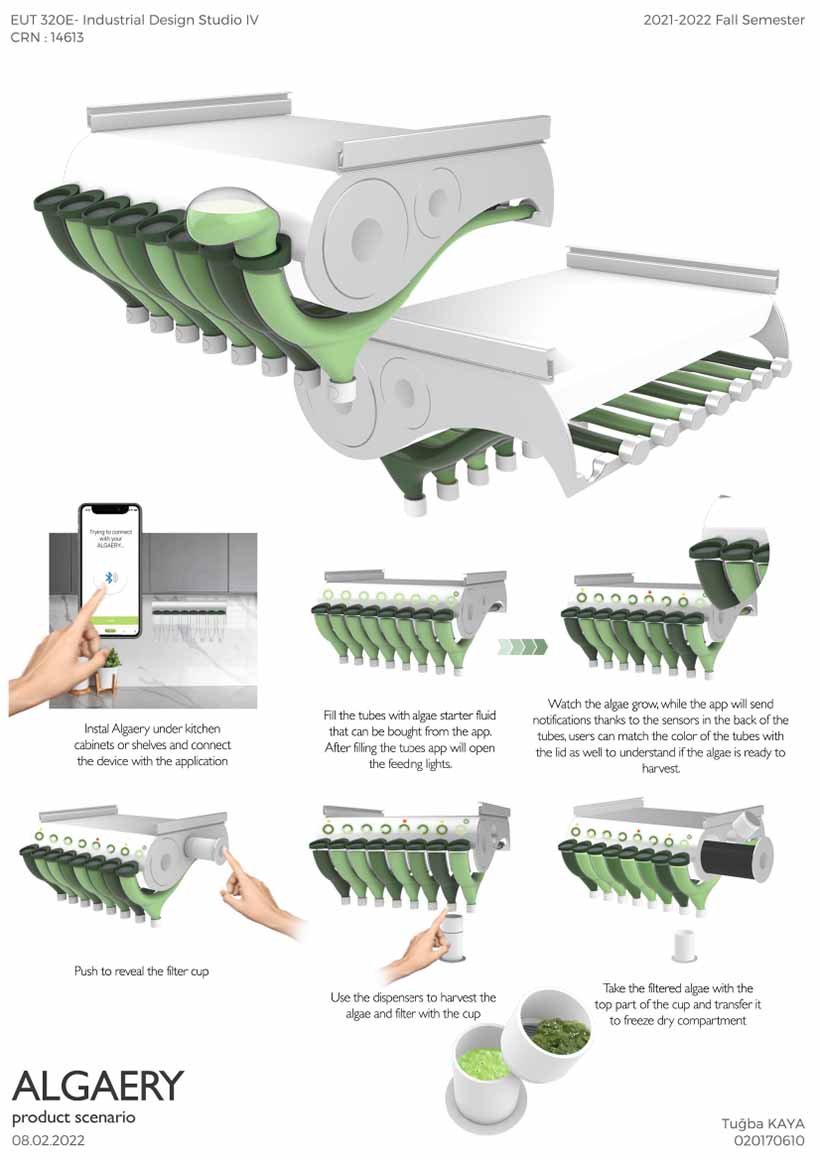 EUT 320E- Industrial Design Studio IV
2021-2022 Fall Semester
CRN : 14613
Trying to connect
with your
ALGAERY...
Instal Algaery under kitchen
cabinets or shelves and connect
the device with the application
Fill the tubes with algae starter fluid
that can be bought from the app.
After filling the tubes app will open
the feeding lights.
Watch the algae grow, while the app will send
notifications thanks to the sensors in the back of the
tubes, users can match the color of the tubes with
the lid as well to understand if the algae is ready to
harvest.
Push to reveal the filter cup
Use the dispensers to harvest the
algae and filter with the cup
Take the filtered algae with the
top part of the cup and transfer it
to freeze dry compartment
ALGAERY
product scenario
08.02.2022
Tuğba KAYA
020170610